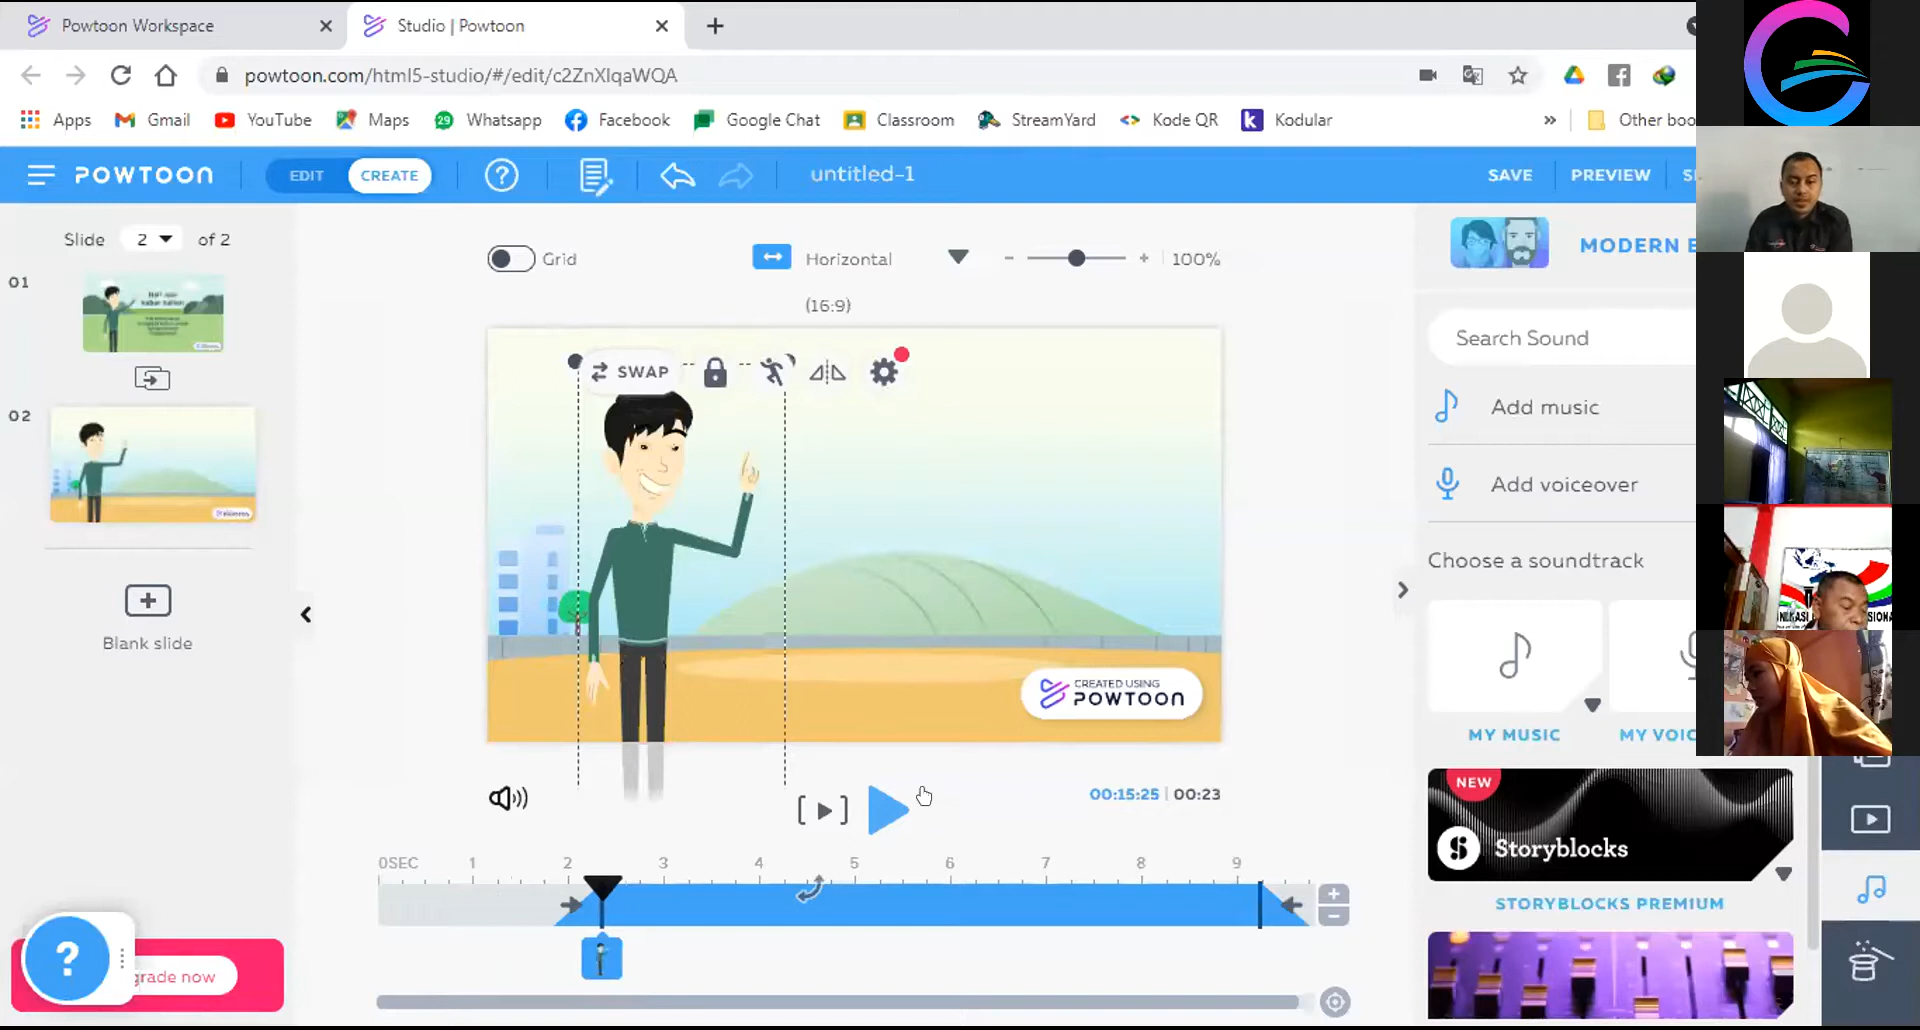 Powtoon Workspace
Studio | Powtoon
powtoon.com/html5-studio/#/edit/c2ZnXlqaWQA
Apps
Gmail
YouTube
Maps
29
Whatsapp
Facebook
Google Chat
Classroom
StreamYard
Kode QR
k
Kodular
»
Other boo
POWTOON
EDIT
CREATE
?
untitled-1
SAVE
PREVIEW
Slide 2 of 2
Grid
Horizontal
(16:9)
100%
MODERN E
01
02
Search Sound
SWAP
Add music
Add voiceover
Choose a soundtrack
Blank slide
CREATED USING
POWTOON
MY MUSIC
MY VOIC
00:15:25 | 00:23
NEW
Storyblocks
STORYBLOCKS PREMIUM
0SEC 1 2 3 4 5 6 7 8 9
?
grade now